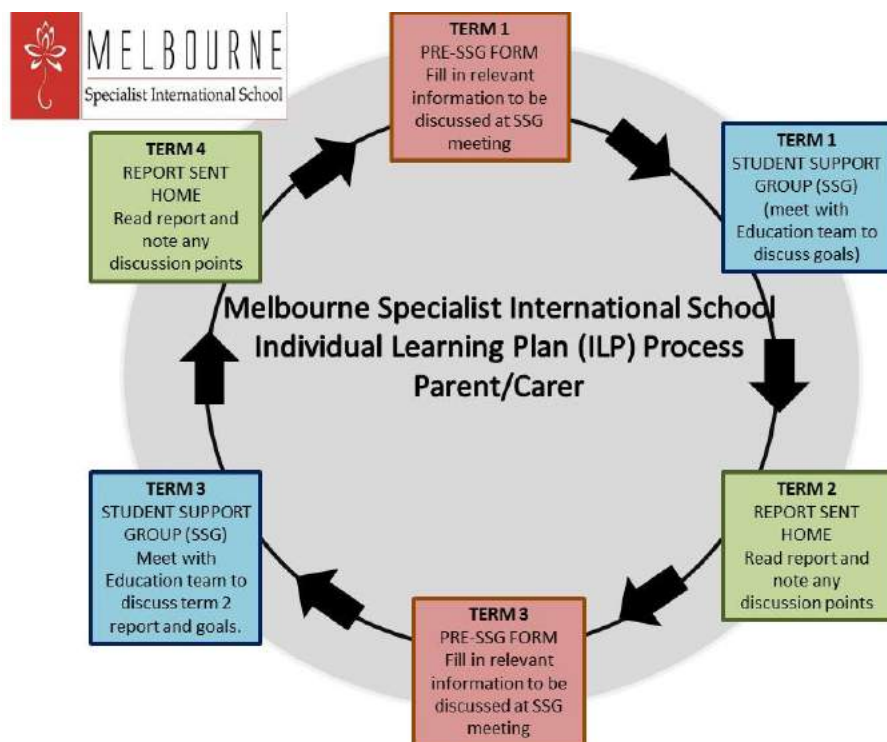 MELBOURNE
Specialist International School
TERM 1
PRE-SSG FORM
Fill in relevant
information to be
discussed at SSG
meeting
TERM 1
STUDENT SUPPORT
GROUP (SSG)
(meet with
Education team to
discuss goals)
TERM 4
REPORT SENT
HOME
Read report and
note any
discussion points
Melbourne Specialist International School
Individual Learning Plan (ILP) Process
Parent/Carer
TERM 2
REPORT SENT
HOME
Read report and
note any
discussion points
TERM 3
PRE-SSG FORM
Fill in relevant
information to be
discussed at SSG
meeting
TERM 3
STUDENT SUPPORT
GROUP (SSG)
Meet with
Education team to
discuss term 2
report and goals.